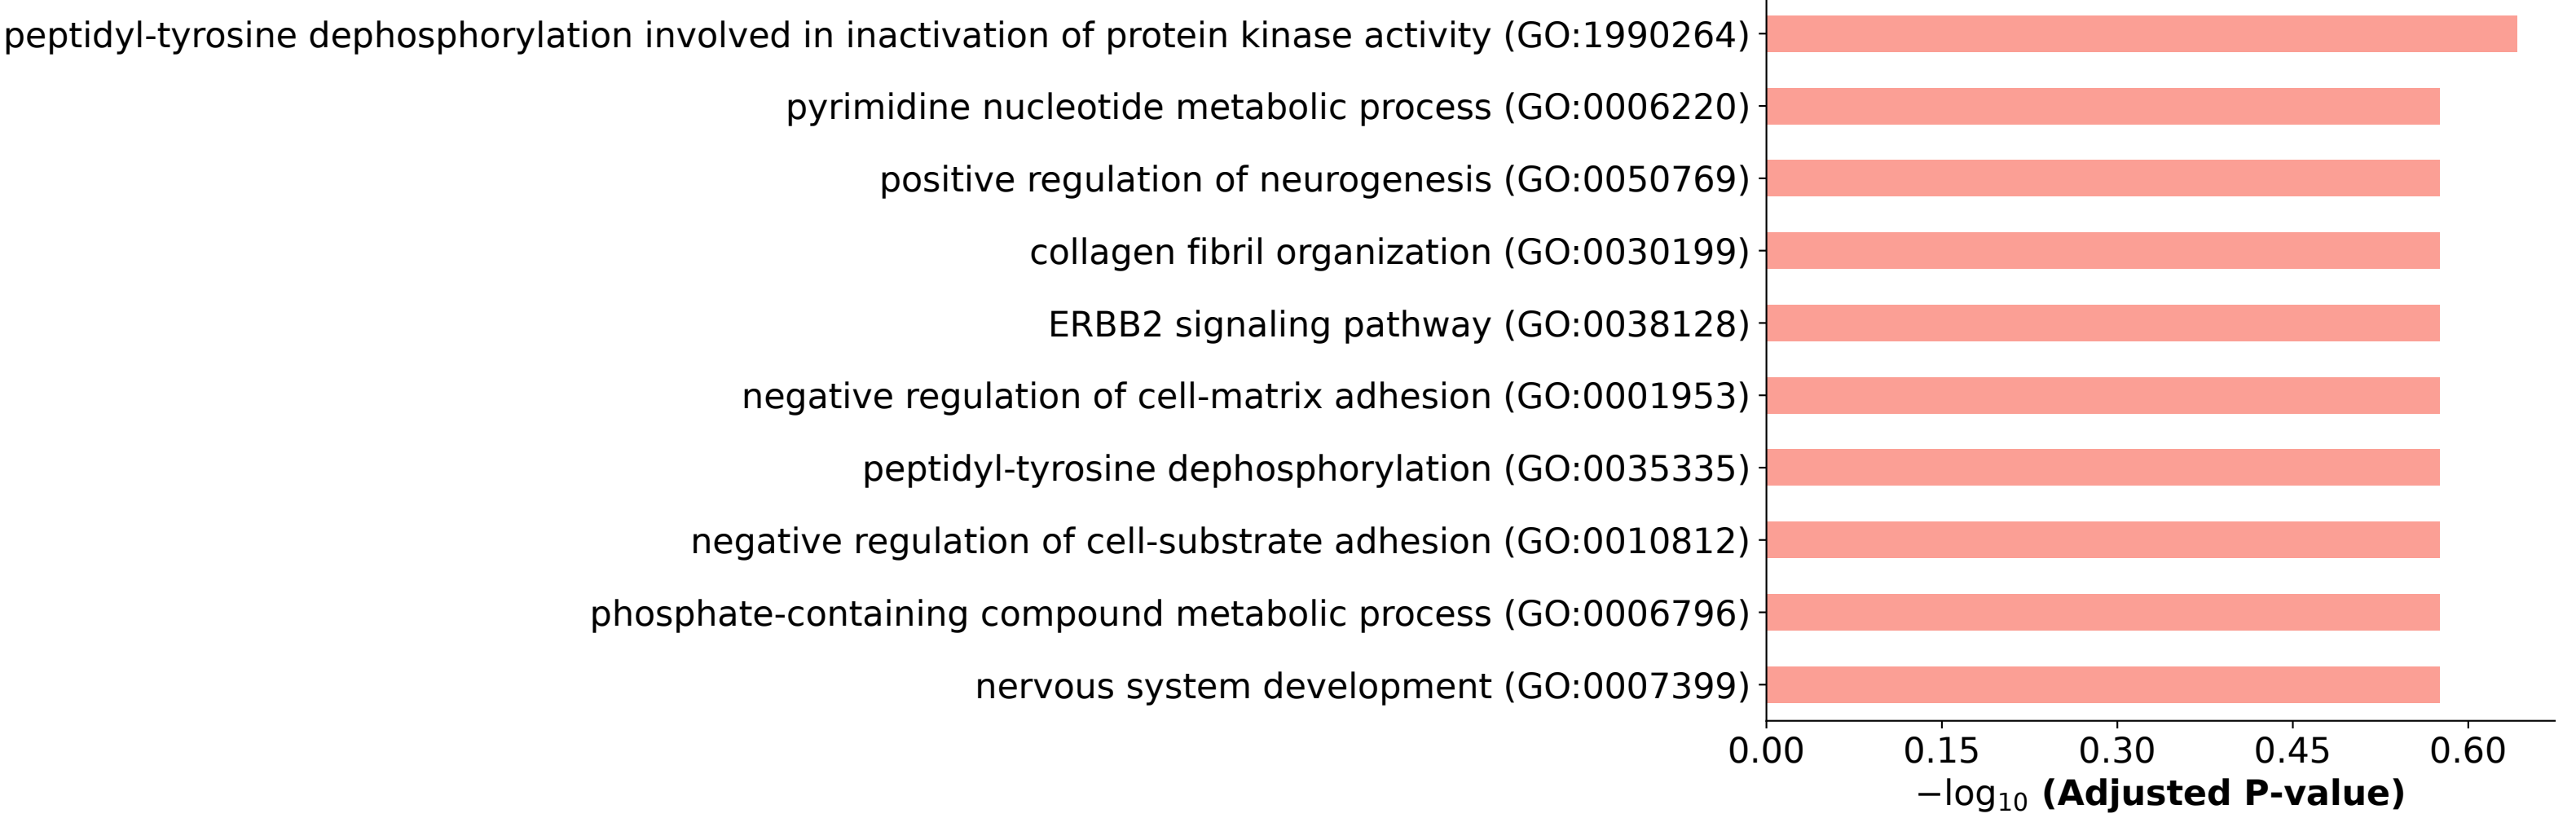 peptidyl-tyrosine dephosphorylation involved in inactivation of protein kinase activity (GO:1990264)
pyrimidine nucleotide metabolic process (GO:0006220)
positive regulation of neurogenesis (GO:0050769)
collagen fibril organization (GO:0030199)
ERBB2 signaling pathway (GO:0038128)
negative regulation of cell-matrix adhesion (GO:0001953)
peptidyl-tyrosine dephosphorylation (GO:0035335)
negative regulation of cell-substrate adhesion (GO:0010812)
phosphate-containing compound metabolic process (GO:0006796)
nervous system development (GO:0007399)
0.00 0.15 0.30 0.45 0.60
−log₁₀ (Adjusted P-value)